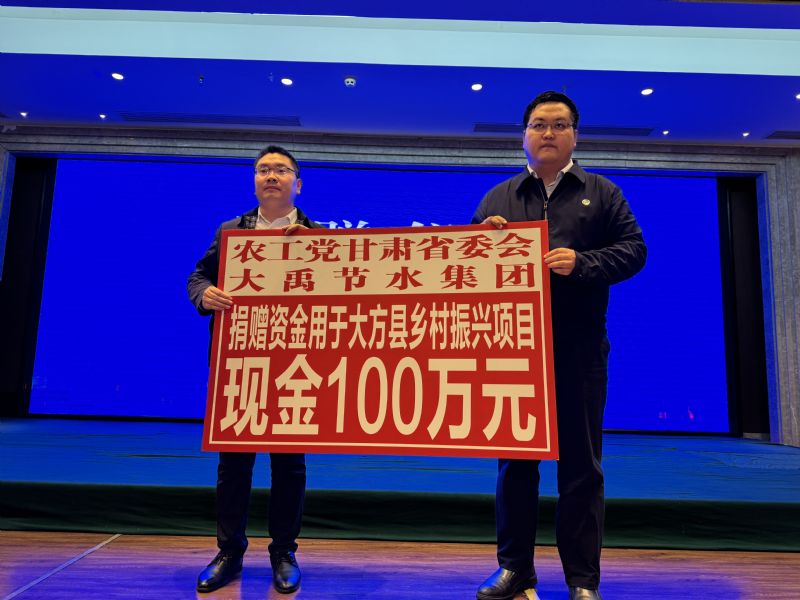 农工党甘肃省委会
大禹节水集团
捐赠资金用于大方县乡村振兴项目
现金100万元